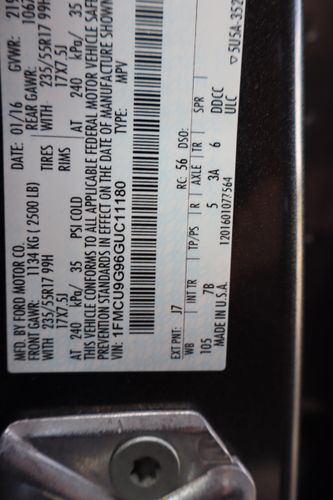 MFD. BY FORD MOTOR CO.
DATE: 01/16
GVWR:
FRONT GAWR:
1134 KG ( 2500 LB)
REAR GAWR:
WITH
235/55R17 99H
TIRES
WITH
235/55R17 99H
17X7.5J
RIMS
17X7.5J
AT 240 kPa/ 35 PSI COLD
AT 240 kPa/ 35
THIS VEHICLE CONFORMS TO ALL APPLICABLE FEDERAL MOTOR VEHICLE
PREVENTION STANDARDS IN EFFECT ON THE DATE OF MANUFACTURE SHOWN
VIN: 1FMCU9G96GUC11180
TYPE: MPV
EXT PNT: J7
RC: 56 DSO:
WB INT TR TP/PS R AXLE TR SPR
105 7B 5 3A 6 DDCC
MADE IN U.S.A.
1201601077564
ULC